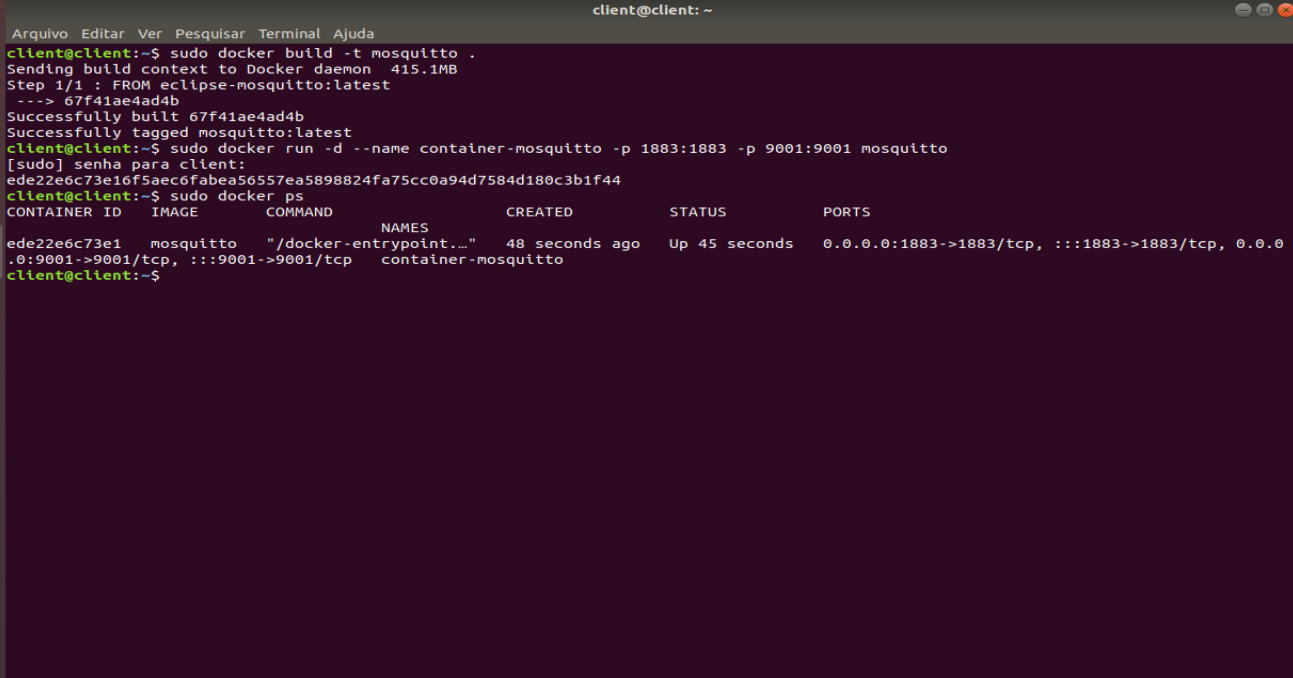 client@client: ~
Arquivo Editar Ver Pesquisar Terminal Ajuda
client@client:~$ sudo docker build -t mosquitto .
Sending build context to Docker daemon  415.1MB
Step 1/1 : FROM eclipse-mosquitto:latest
 ---> 67f41ae4ad4b
Successfully built 67f41ae4ad4b
Successfully tagged mosquitto:latest
client@client:~$ sudo docker run -d --name container-mosquitto -p 1883:1883 -p 9001:9001 mosquitto
[sudo] senha para client:
ede22e6c73e16f5aec6fabea56557ea5898824fa75cc0a94d7584d180c3b1f44
client@client:~$ sudo docker ps
CONTAINER ID   IMAGE       COMMAND                  CREATED          STATUS          PORTS
                                               NAMES
ede22e6c73e1   mosquitto   "/docker-entrypoint.…"   48 seconds ago   Up 45 seconds   0.0.0.0:1883->1883/tcp, :::1883->1883/tcp, 0.0.0
.0:9001->9001/tcp, :::9001->9001/tcp   container-mosquitto
client@client:~$